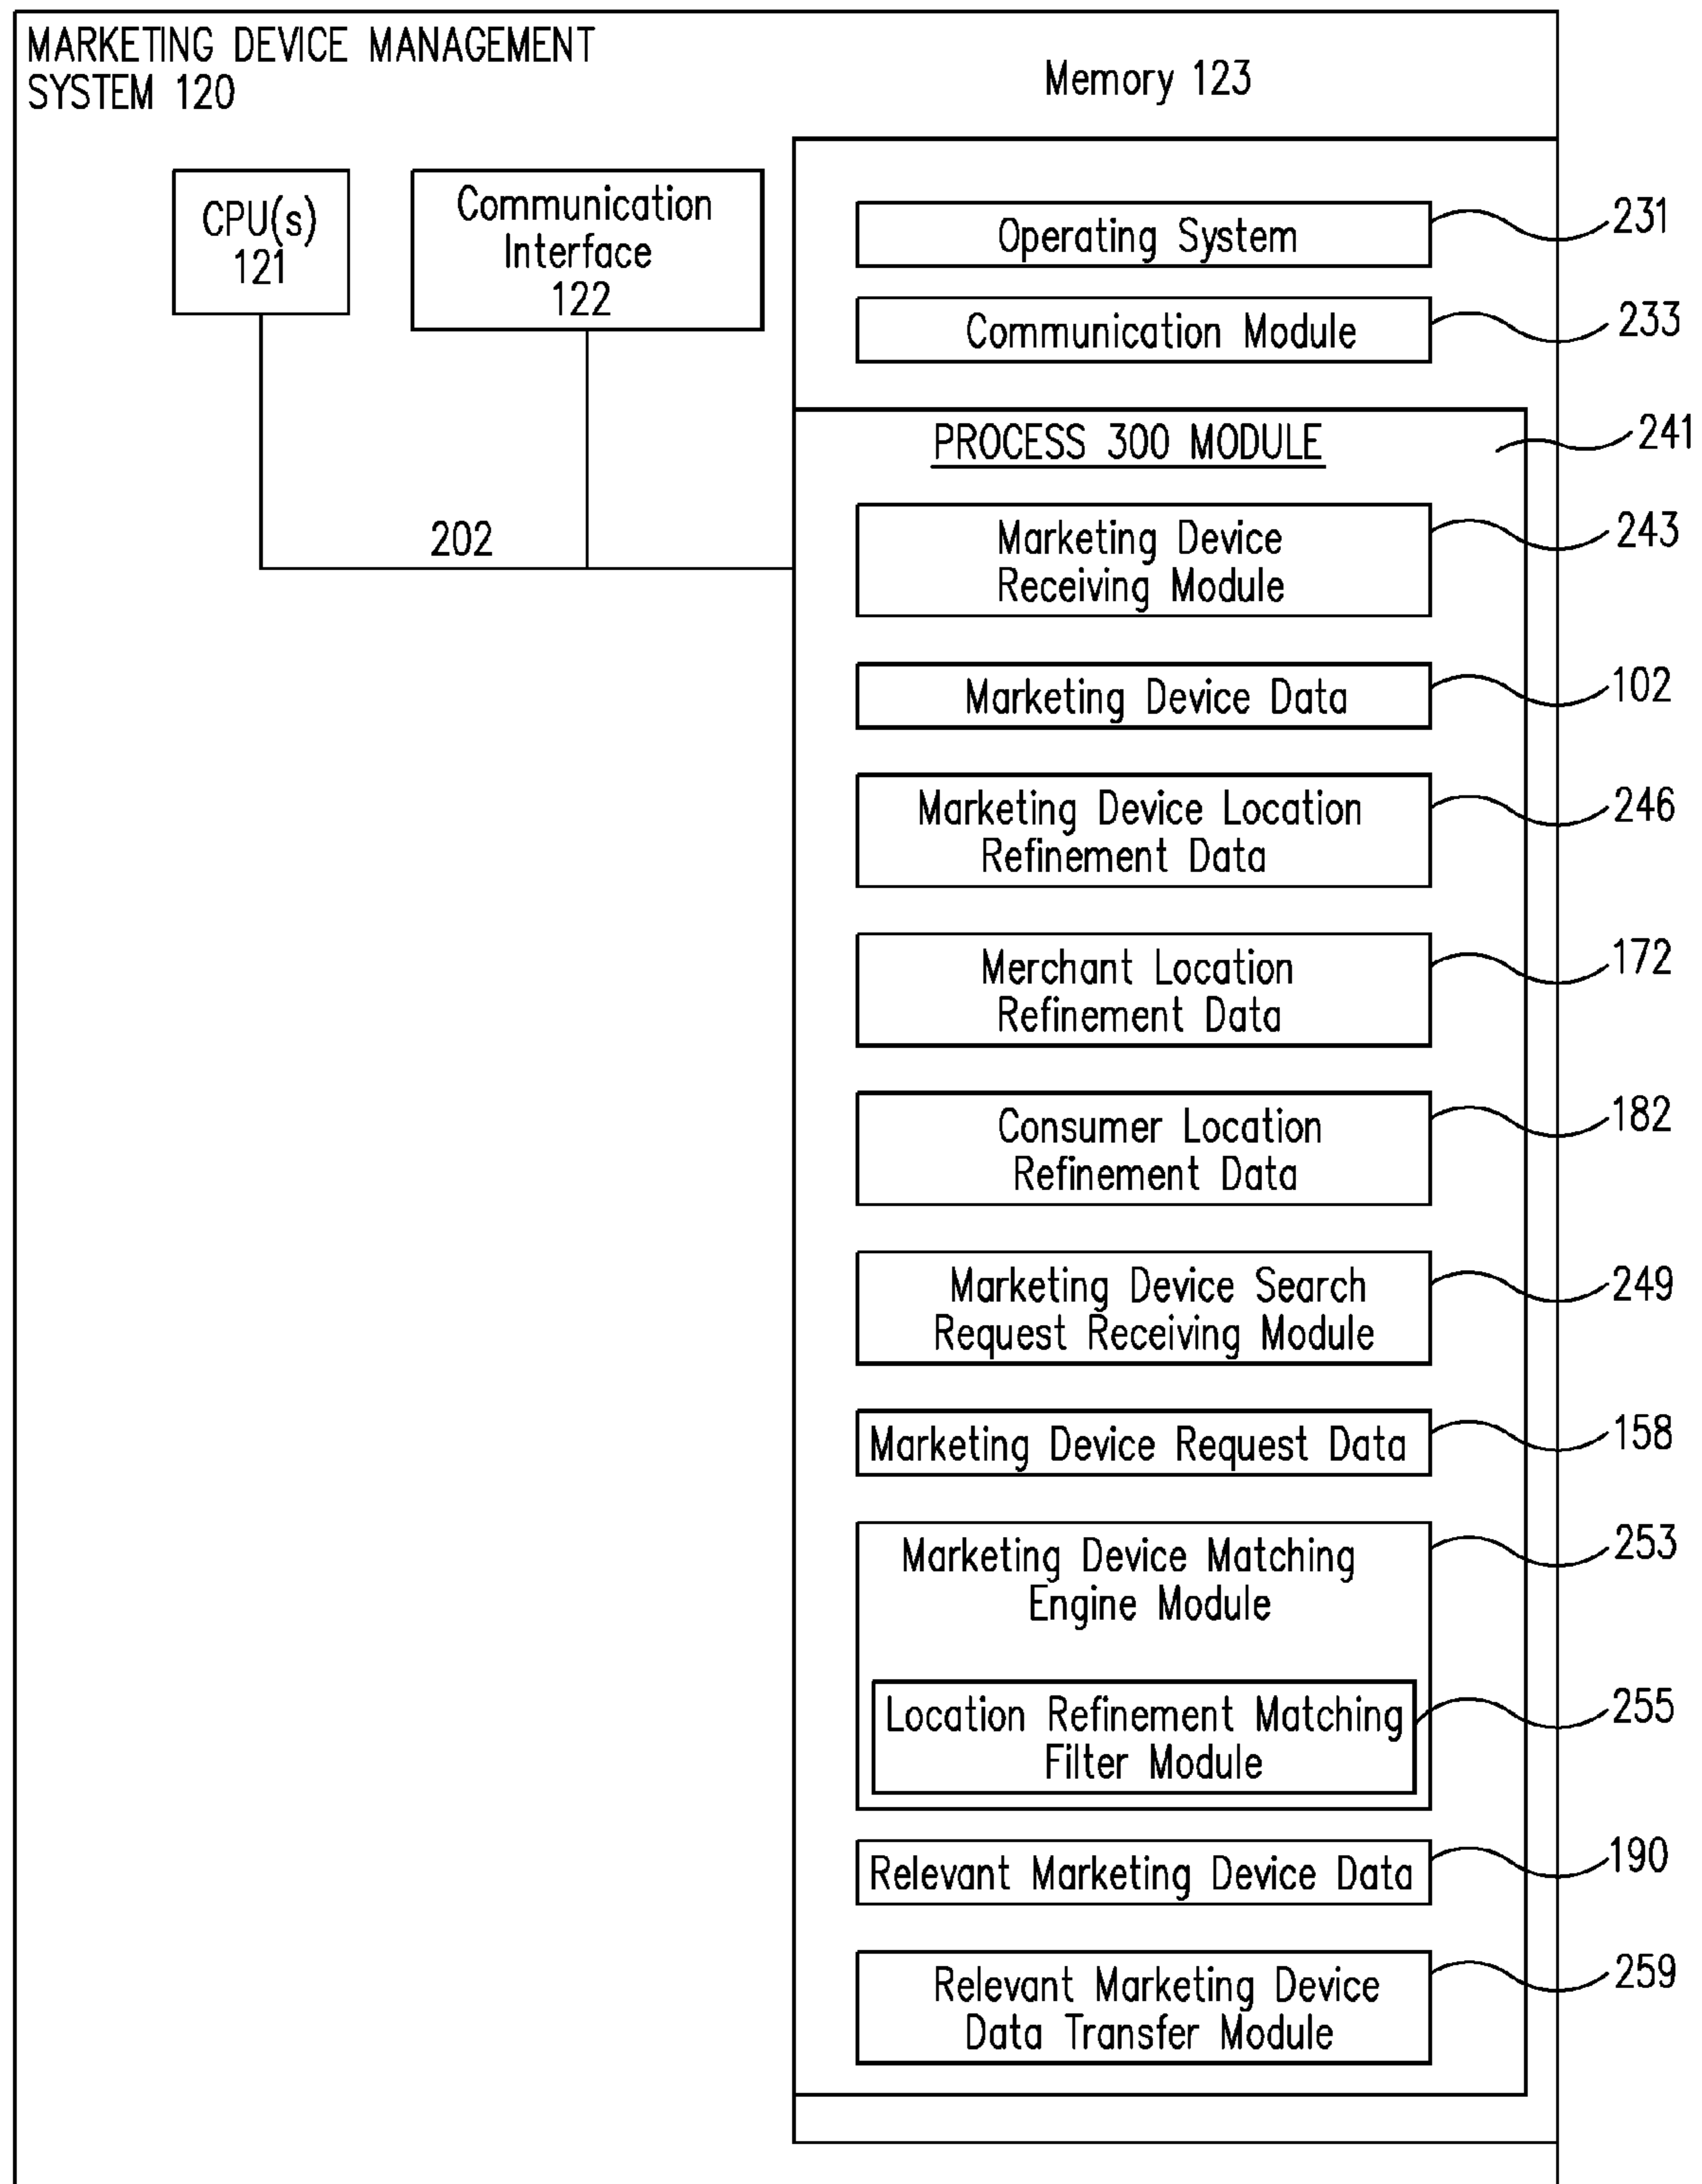 MARKETING DEVICE MANAGEMENT
SYSTEM 120
Memory 123
CPU(s)
121
Communication
Interface
122
202
Operating System
231
Communication Module
233
PROCESS 300 MODULE
241
Marketing Device
Receiving Module
243
Marketing Device Data
102
Marketing Device Location
Refinement Data
246
Merchant Location
Refinement Data
172
Consumer Location
Refinement Data
182
Marketing Device Search
Request Receiving Module
249
Marketing Device Request Data
158
Marketing Device Matching
Engine Module
253
Location Refinement Matching
Filter Module
255
Relevant Marketing Device Data
190
Relevant Marketing Device
Data Transfer Module
259